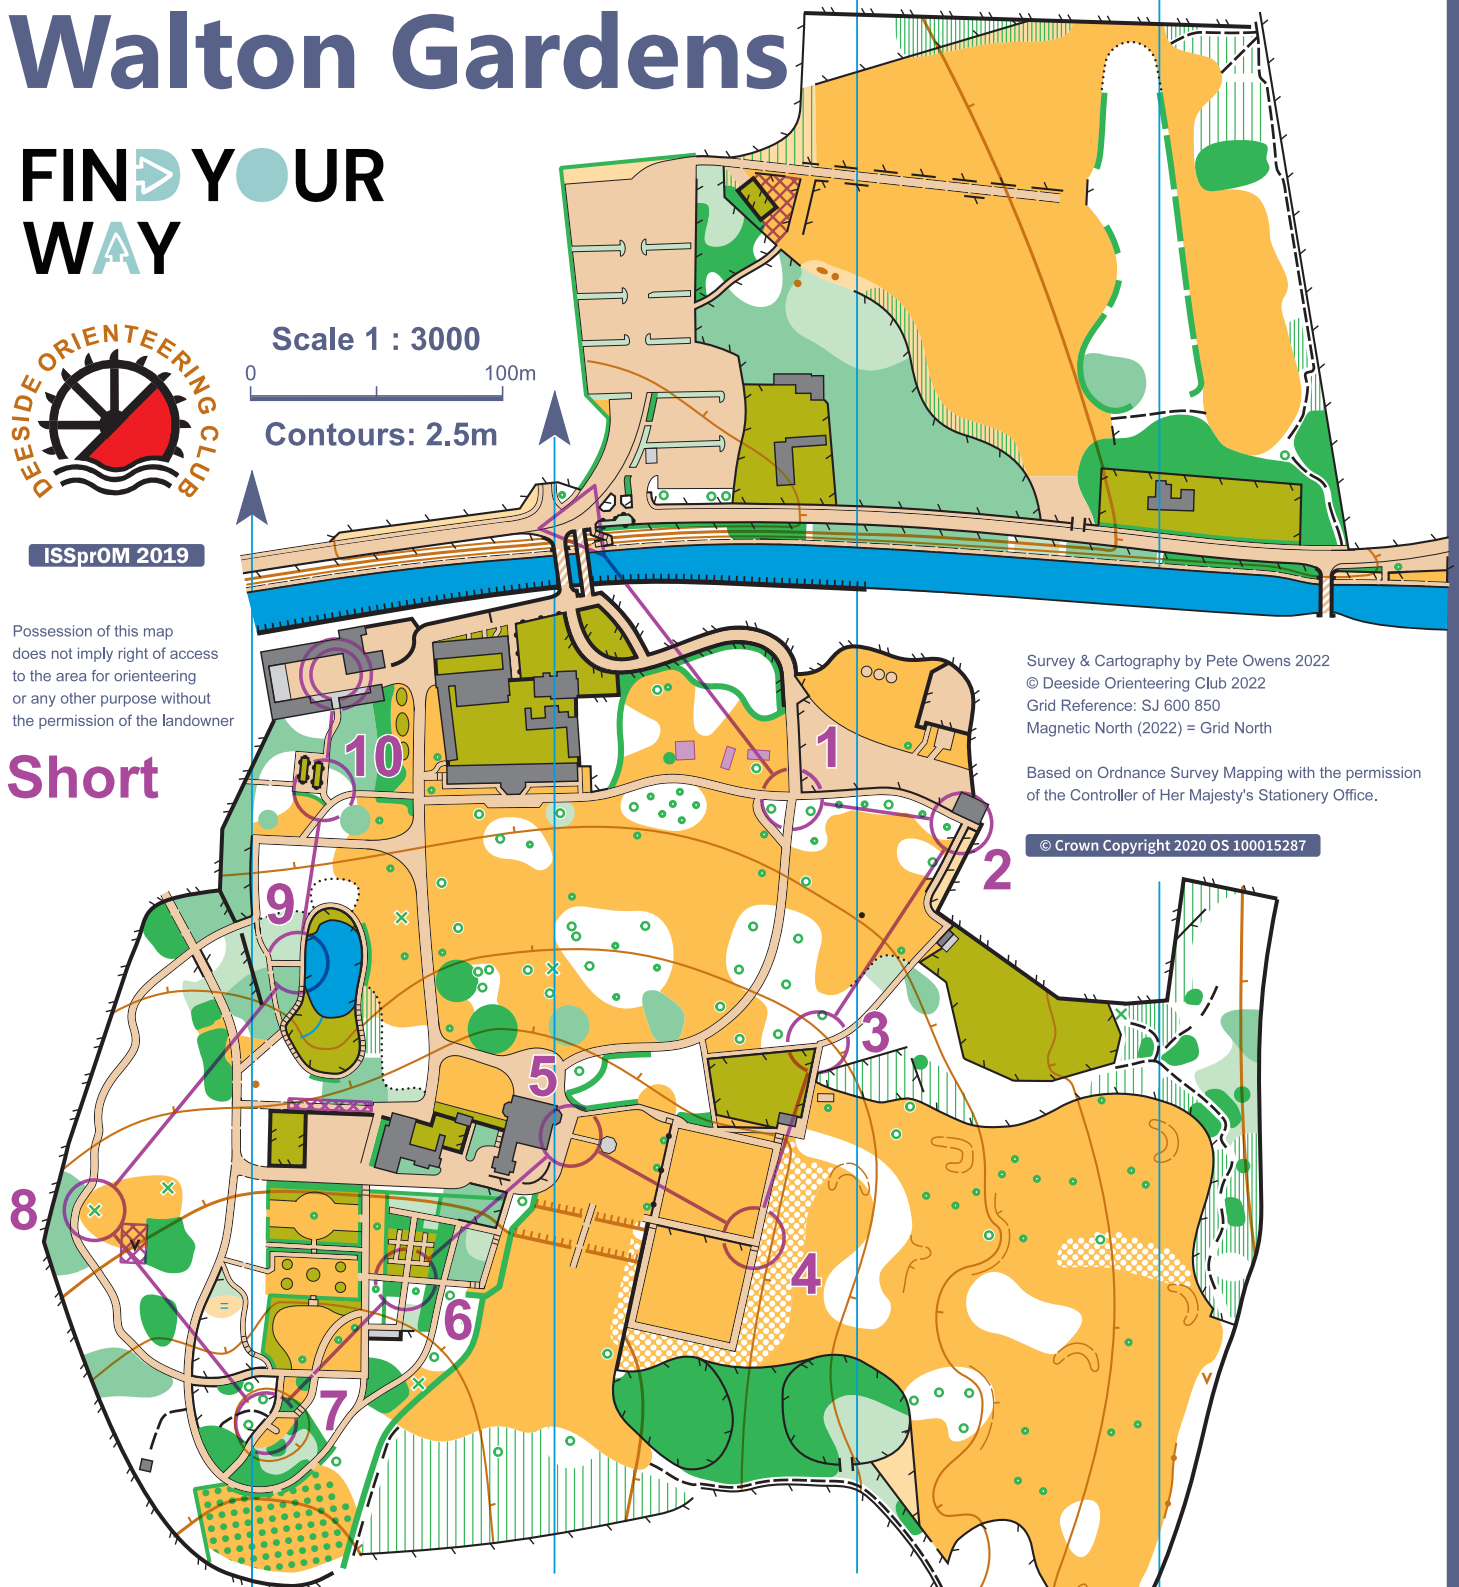 Walton Gardens
FIND YOUR
WAY
DEESIDE ORIENTEERING CLUB
Scale 1 : 3000
0 100m
Contours: 2.5m
ISSprOM 2019
Possession of this map
does not imply right of access
to the area for orienteering
or any other purpose without
the permission of the landowner
Short
Survey & Cartography by Pete Owens 2022
© Deeside Orienteering Club 2022
Grid Reference: SJ 600 850
Magnetic North (2022) = Grid North
Based on Ordnance Survey Mapping with the permission
of the Controller of Her Majesty's Stationery Office.
© Crown Copyright 2020 OS 100015287
1
2
3
4
5
6
7
8
9
10